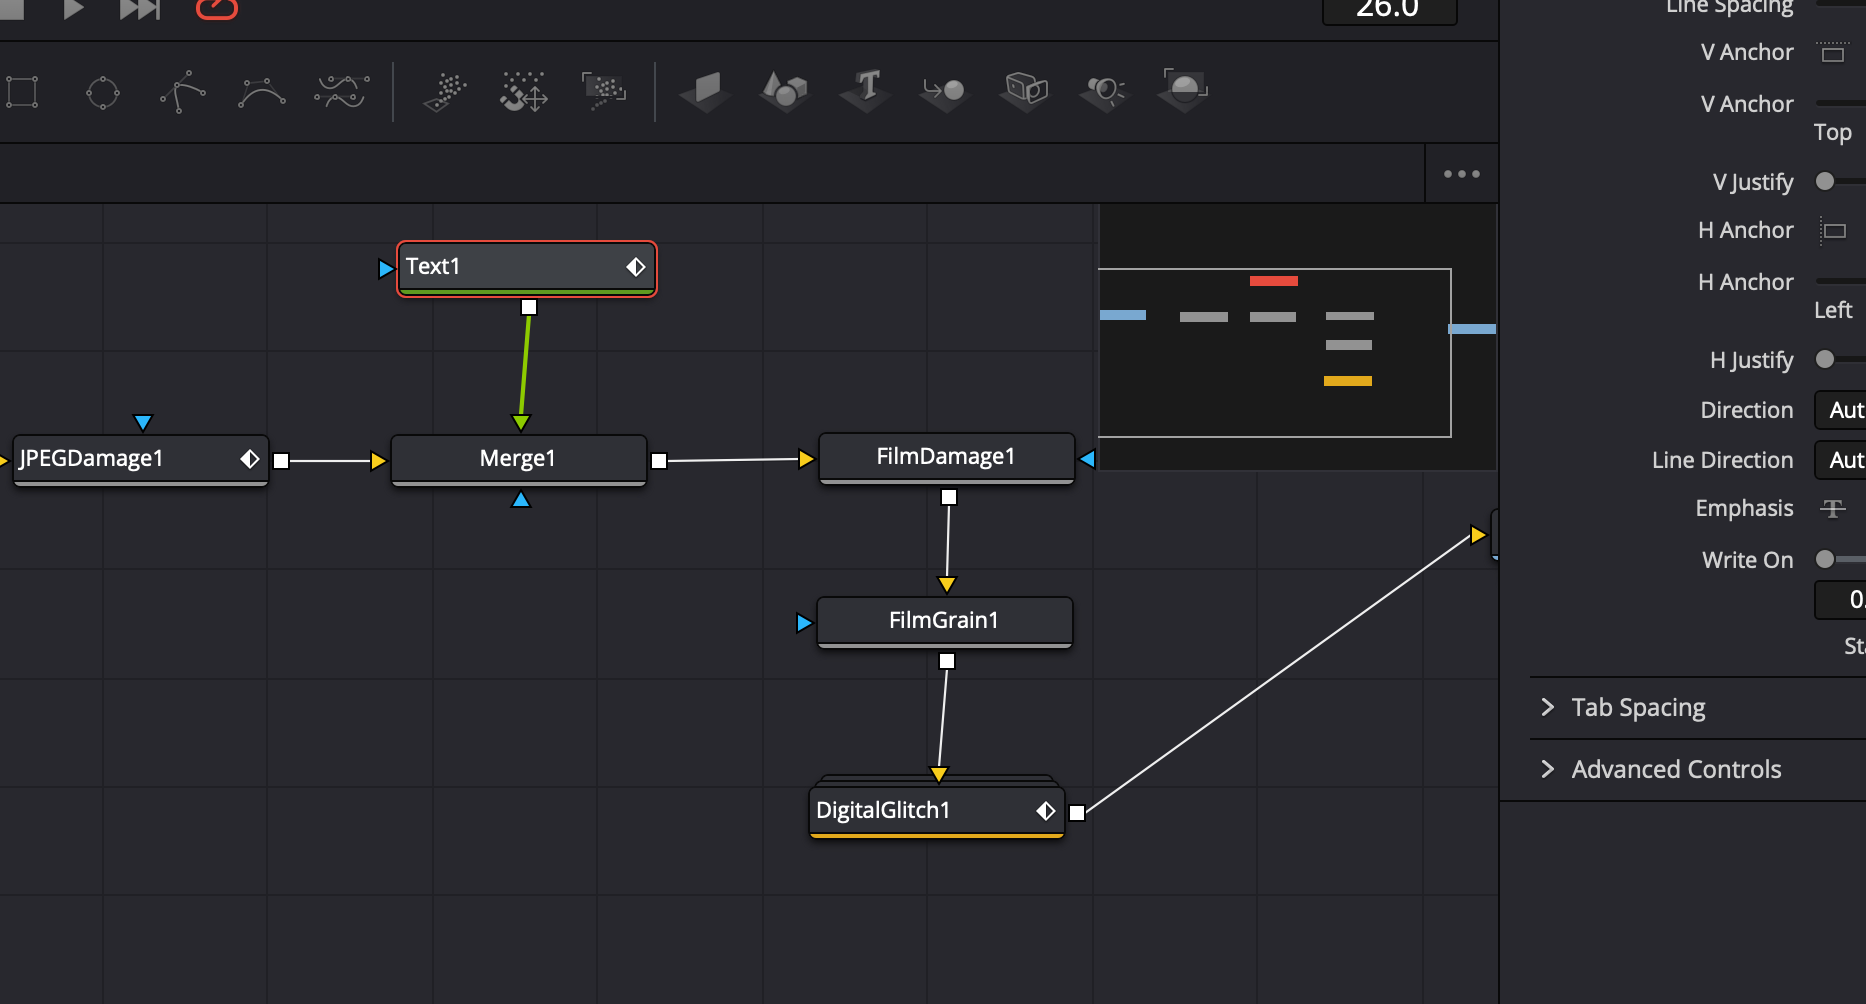 26.0
Line Spacing
V Anchor
V Anchor
Top
V Justify
H Anchor
H Anchor
Left
H Justify
Direction
Aut
Line Direction
Aut
Emphasis
Write On
0.
Sta
Tab Spacing
Advanced Controls
Text1
JPEGDamage1
Merge1
FilmDamage1
FilmGrain1
DigitalGlitch1